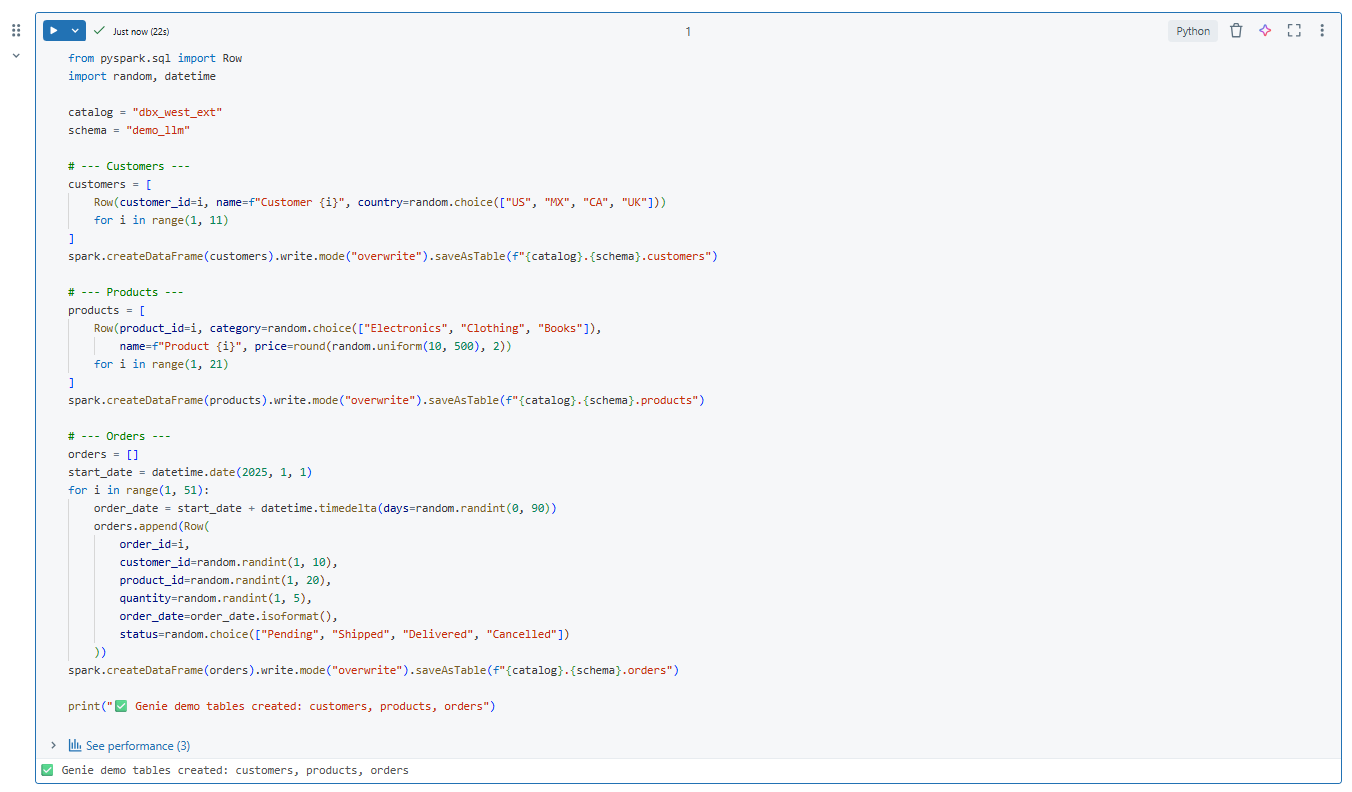 Just now (22s)
1
Python
from pyspark.sql import Row
import random, datetime
catalog = "dbx_west_ext"
schema = "demo_llm"
# --- Customers ---
customers = [
    Row(customer_id=i, name=f"Customer {i}", country=random.choice(["US", "MX", "CA", "UK"]))
    for i in range(1, 11)
]
spark.createDataFrame(customers).write.mode("overwrite").saveAsTable(f"{catalog}.{schema}.customers")
# --- Products ---
products = [
    Row(product_id=i, category=random.choice(["Electronics", "Clothing", "Books"]),
        name=f"Product {i}", price=round(random.uniform(10, 500), 2))
    for i in range(1, 21)
]
spark.createDataFrame(products).write.mode("overwrite").saveAsTable(f"{catalog}.{schema}.products")
# --- Orders ---
orders = []
start_date = datetime.date(2025, 1, 1)
for i in range(1, 51):
    order_date = start_date + datetime.timedelta(days=random.randint(0, 90))
    orders.append(Row(
        order_id=i,
        customer_id=random.randint(1, 10),
        product_id=random.randint(1, 20),
        quantity=random.randint(1, 5),
        order_date=order_date.isoformat(),
        status=random.choice(["Pending", "Shipped", "Delivered", "Cancelled"])
    ))
spark.createDataFrame(orders).write.mode("overwrite").saveAsTable(f"{catalog}.{schema}.orders")
print("✅ Genie demo tables created: customers, products, orders")
See performance (3)
✅ Genie demo tables created: customers, products, orders